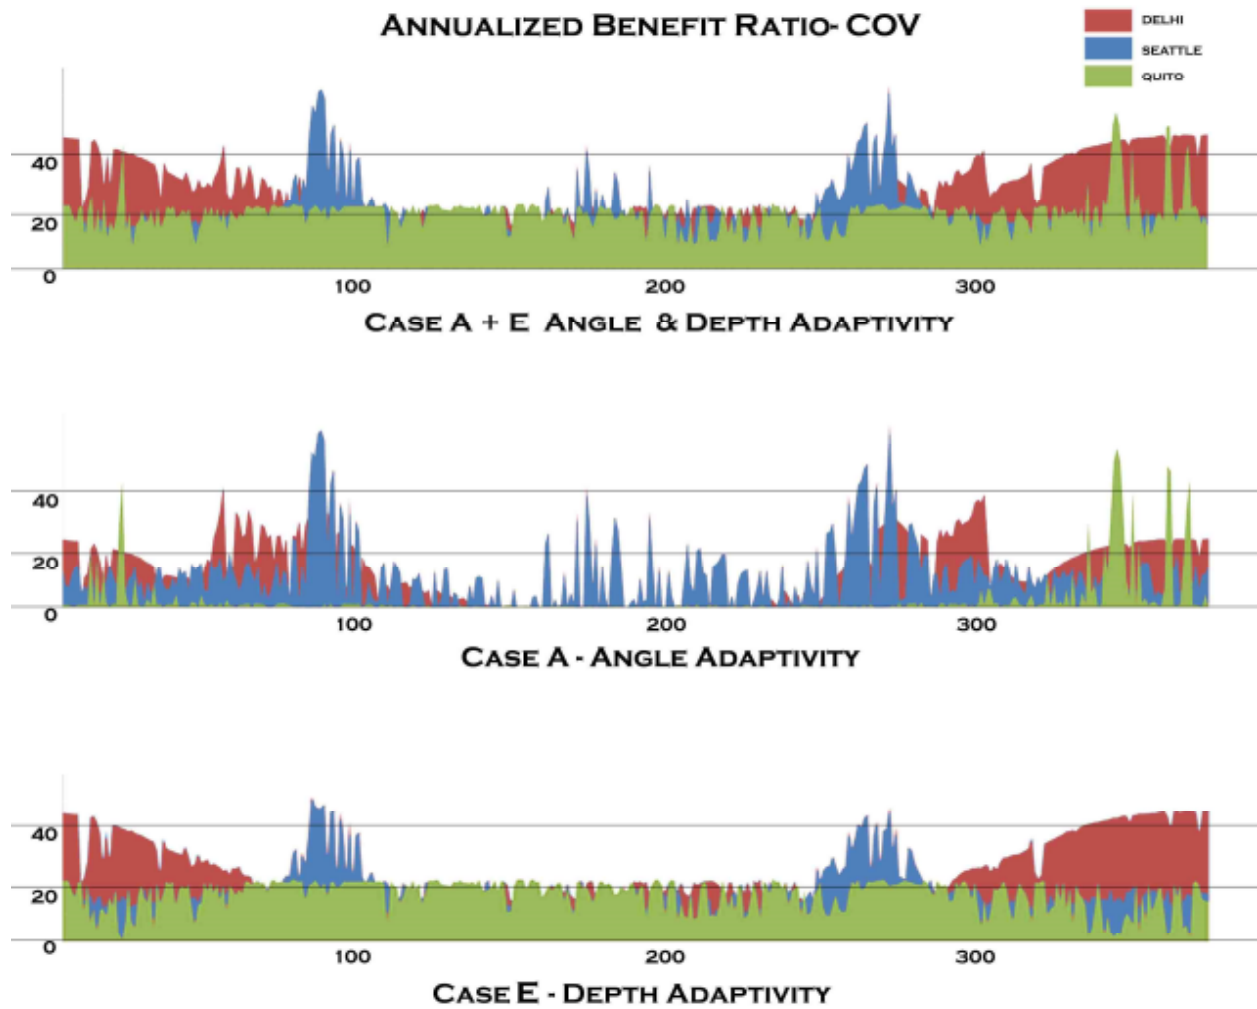 ANNUALIZED BENEFIT RATIO- COV
DELHI
SEATTLE
QUITO
40
20
0
100 200 300
CASE A + E ANGLE & DEPTH ADAPTIVITY
40
20
0
100 200 300
CASE A - ANGLE ADAPTIVITY
40
20
0
100 200 300
CASE E - DEPTH ADAPTIVITY